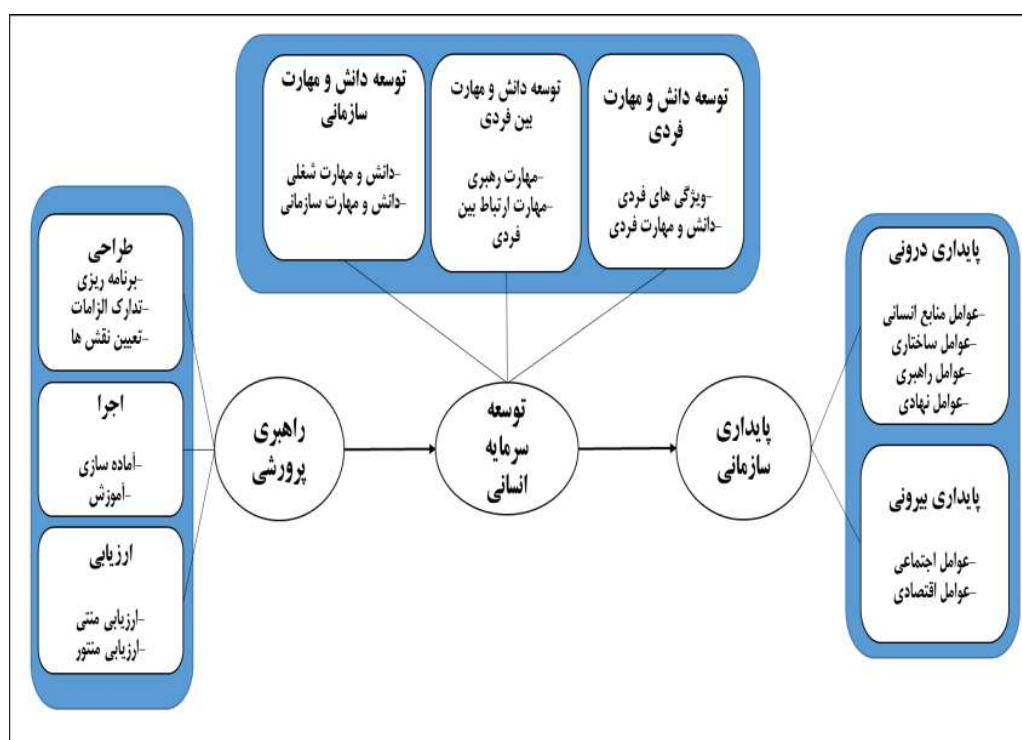 توسعه دانش و مهارت
فردی
-ویژگی های فردی
-دانش و مهارت فردی
توسعه دانش و مهارت
بین فردی
-مهارت رهبری
-مهارت ارتباط بین
فردی
توسعه دانش و مهارت
سازمانی
-دانش و مهارت شغلی
-دانش و مهارت سازمانی
پایداری درونی
-عوامل منابع انسانی
-عوامل ساختاری
-عوامل راهبری
-عوامل نهادی
پایداری بیرونی
-عوامل اجتماعی
-عوامل اقتصادی
پایداری
سازمانی
توسعه
سرمایه
انسانی
راهبری
پرورشی
طراحی
-برنامه ریزی
-تدارک الزامات
-تعیین نقش ها
اجرا
-آماده سازی
-آموزش
ارزیابی
-ارزیابی منتی
-ارزیابی منتور